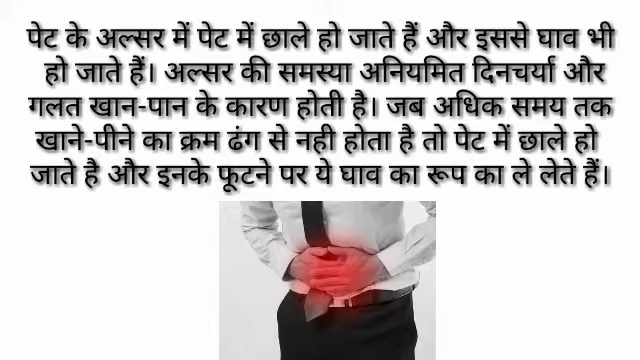 पेट के अल्सर में पेट में छाले हो जाते हैं और इससे घाव भी
हो जाते हैं। अल्सर की समस्या अनियमित दिनचर्या और
गलत खान-पान के कारण होती है। जब अधिक समय तक
खाने-पीने का क्रम ढंग से नही होता है तो पेट में छाले हो
जाते है और इनके फूटने पर ये घाव का रूप का ले लेते हैं।